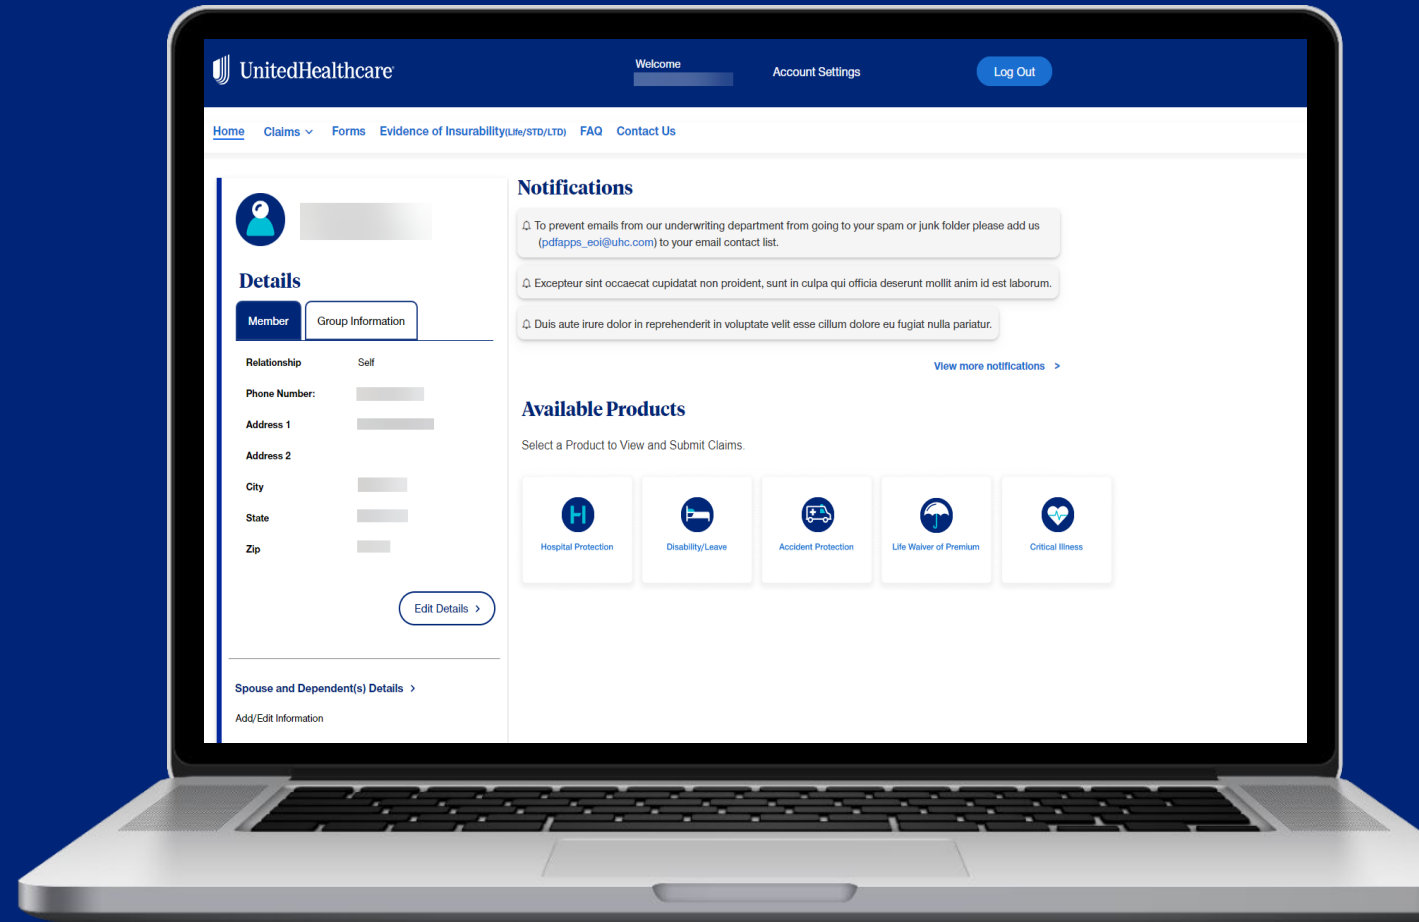 UnitedHealthcare®
Welcome
Account Settings
Log Out
Home
Claims
Forms
Evidence of Insurability(Life/STD/LTD)
FAQ
Contact Us
Details
Member
Group Information
Relationship Self
Phone Number:
Address 1
Address 2
City
State
Zip
Edit Details >
Spouse and Dependent(s) Details >
Add/Edit Information
Notifications
To prevent emails from our underwriting department from going to your spam or junk folder please add us
(pdfapps_eoi@uhc.com) to your email contact list.
Excepteur sint occaecat cupidatat non proident, sunt in culpa qui officia deserunt mollit anim id est laborum.
Duis aute irure dolor in reprehenderit in voluptate velit esse cillum dolore eu fugiat nulla pariatur.
View more notifications >
Available Products
Select a Product to View and Submit Claims.
H
Hospital Protection
Disability/Leave
Accident Protection
Life Waiver of Premium
Critical Illness